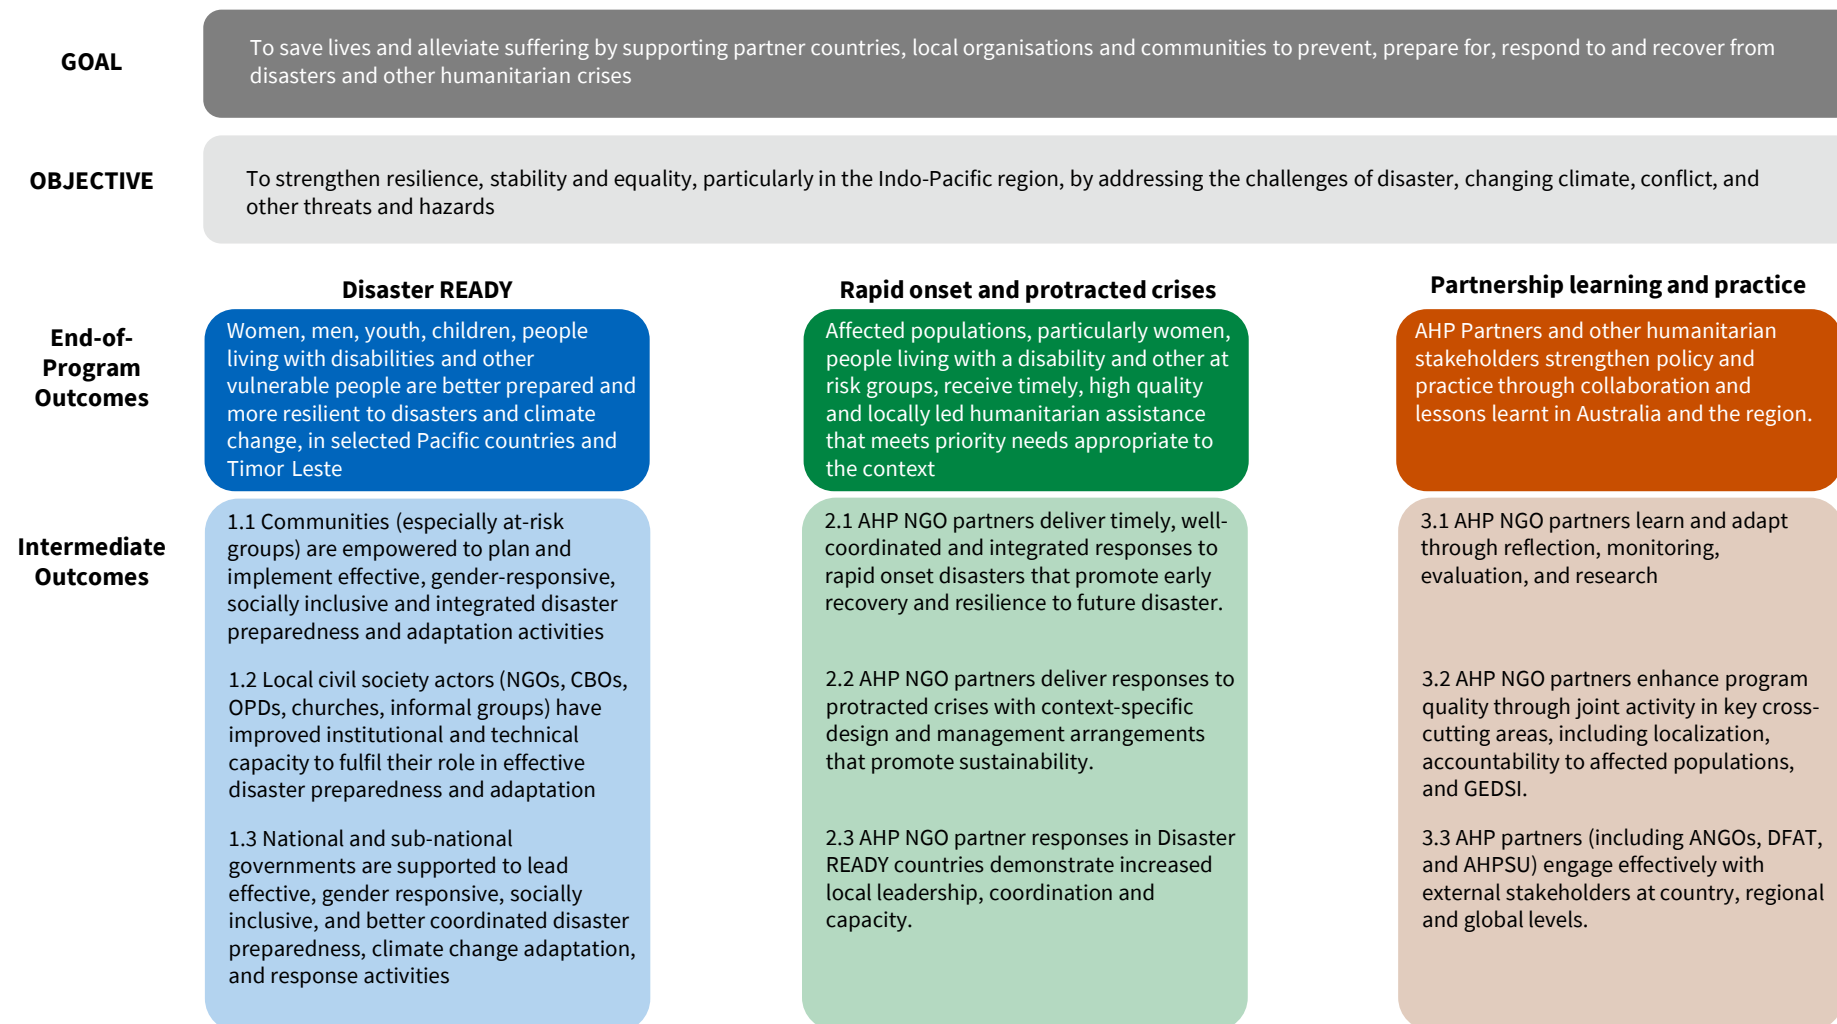 GOAL
To save lives and alleviate suffering by supporting partner countries, local organisations and communities to prevent, prepare for, respond to and recover from
disasters and other humanitarian crises
OBJECTIVE
To strengthen resilience, stability and equality, particularly in the Indo-Pacific region, by addressing the challenges of disaster, changing climate, conflict, and
other threats and hazards
End-of-
Program
Outcomes
Disaster READY
Women, men, youth, children, people
living with disabilities and other
vulnerable people are better prepared and
more resilient to disasters and climate
change, in selected Pacific countries and
Timor Leste
Rapid onset and protracted crises
Affected populations, particularly women,
people living with a disability and other at
risk groups, receive timely, high quality
and locally led humanitarian assistance
that meets priority needs appropriate to
the context
Partnership learning and practice
AHP Partners and other humanitarian
stakeholders strengthen policy and
practice through collaboration and
lessons learnt in Australia and the region.
Intermediate
Outcomes
1.1 Communities (especially at-risk
groups) are empowered to plan and
implement effective, gender-responsive,
socially inclusive and integrated disaster
preparedness and adaptation activities
1.2 Local civil society actors (NGOs, CBOs,
OPDs, churches, informal groups) have
improved institutional and technical
capacity to fulfil their role in effective
disaster preparedness and adaptation
1.3 National and sub-national
governments are supported to lead
effective, gender responsive, socially
inclusive, and better coordinated disaster
preparedness, climate change adaptation,
and response activities
2.1 AHP NGO partners deliver timely, well-
coordinated and integrated responses to
rapid onset disasters that promote early
recovery and resilience to future disaster.
2.2 AHP NGO partners deliver responses to
protracted crises with context-specific
design and management arrangements
that promote sustainability.
2.3 AHP NGO partner responses in Disaster
READY countries demonstrate increased
local leadership, coordination and
capacity.
3.1 AHP NGO partners learn and adapt
through reflection, monitoring,
evaluation, and research
3.2 AHP NGO partners enhance program
quality through joint activity in key cross-
cutting areas, including localization,
accountability to affected populations,
and GEDSI.
3.3 AHP partners (including ANGOs, DFAT,
and AHPSU) engage effectively with
external stakeholders at country, regional
and global levels.